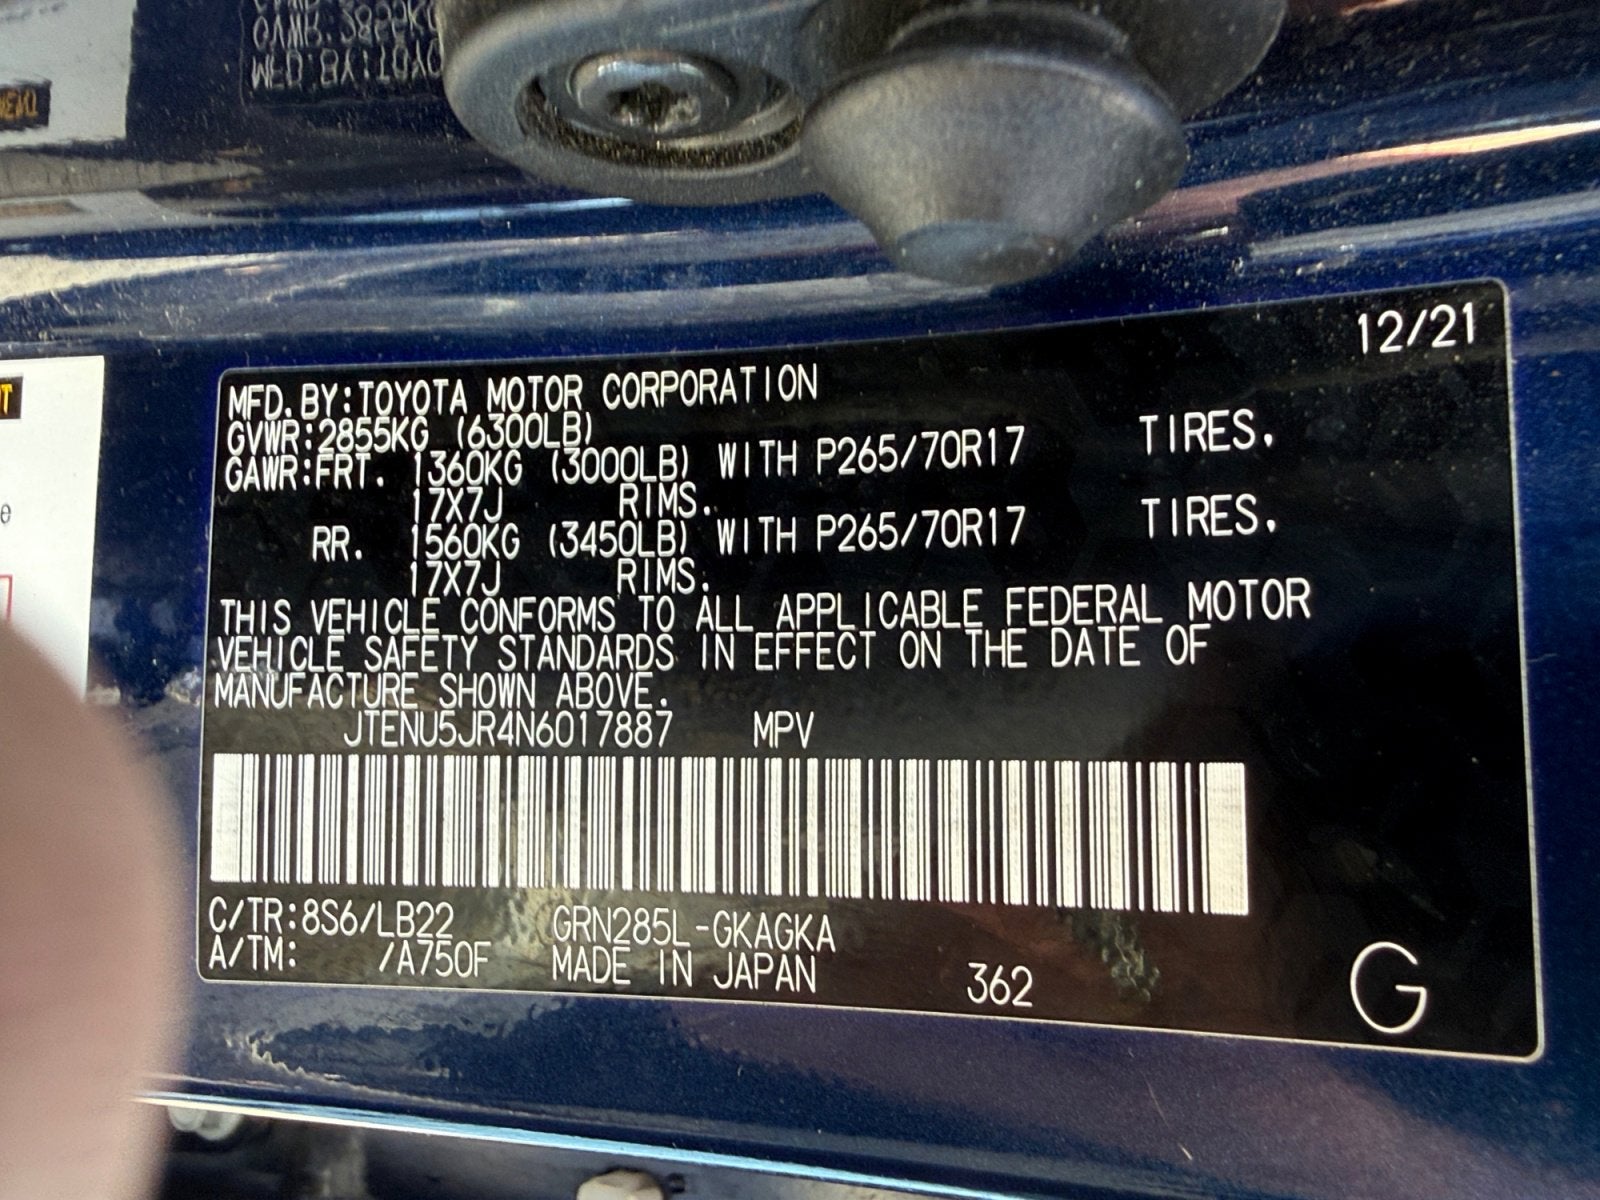 12/21
MFD. BY:TOYOTA MOTOR CORPORATION
GVWR:2855KG (6300LB)
GAWR:FRT. 1360KG (3000LB) WITH P265/70R17 TIRES.
17X7J RIMS.
RR. 1560KG (3450LB) WITH P265/70R17 TIRES.
17X7J RIMS.
THIS VEHICLE CONFORMS TO ALL APPLICABLE FEDERAL MOTOR
VEHICLE SAFETY STANDARDS IN EFFECT ON THE DATE OF
MANUFACTURE SHOWN ABOVE.
JTENU5JR4N6017887 MPV
C/TR:8S6/LB22 GRN285L-GKAGKA
A/TM: /A750F MADE IN JAPAN 362 G